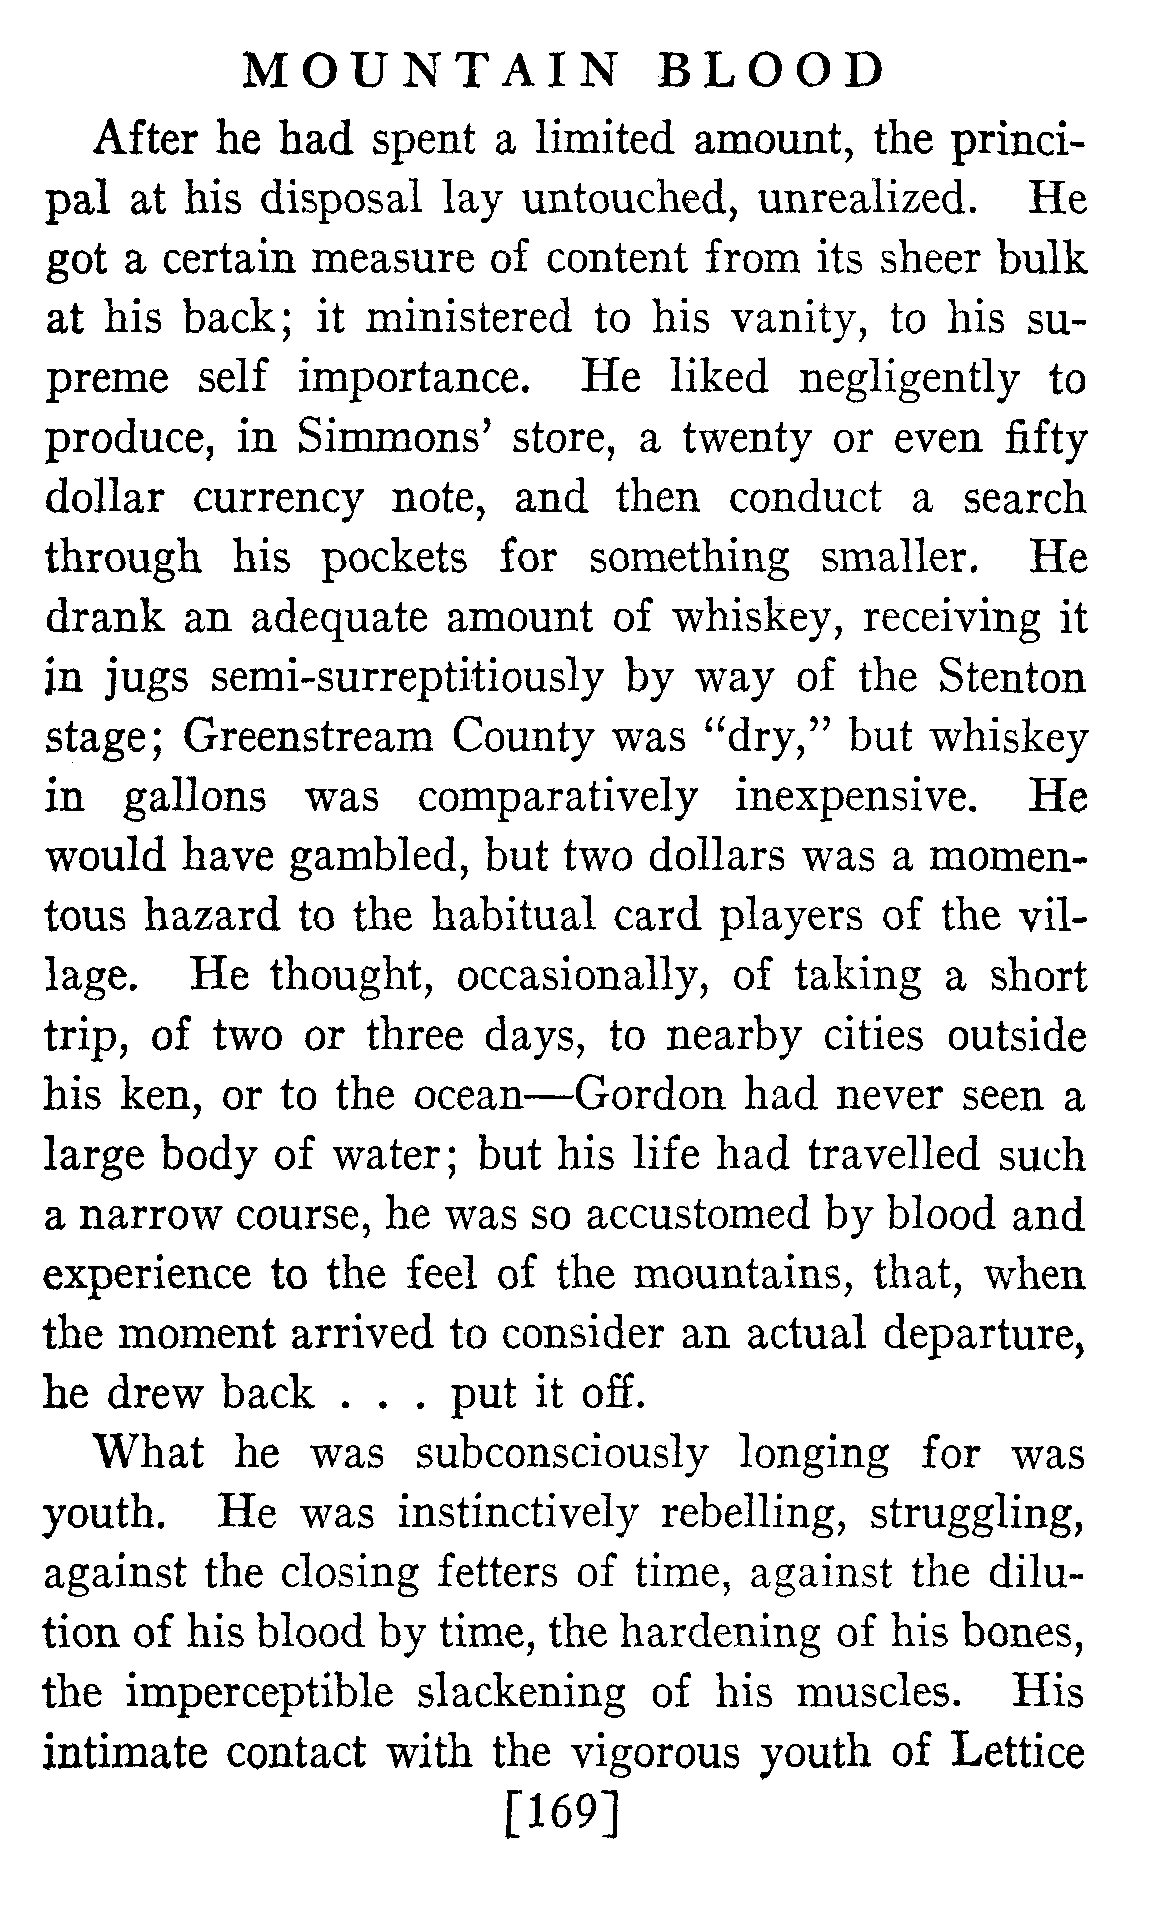 MOUNTAIN BLOOD
After he had spent a limited amount, the princi-
pal at his disposal lay untouched, unrealized. He
got a certain measure of content from its sheer bulk
at his back; it ministered to his vanity, to his su-
preme self importance. He liked negligently to
produce, in Simmons’ store, a twenty or even fifty
dollar currency note, and then conduct a search
through his pockets for something smaller. He
drank an adequate amount of whiskey, receiving it
in jugs semi-surreptitiously by way of the Stenton
stage; Greenstream County was “dry,” but whiskey
in gallons was comparatively inexpensive. He
would have gambled, but two dollars was a momen-
tous hazard to the habitual card players of the vil-
lage. He thought, occasionally, of taking a short
trip, of two or three days, to nearby cities outside
his ken, or to the ocean—Gordon had never seen a
large body of water; but his life had travelled such
a narrow course, he was so accustomed by blood and
experience to the feel of the mountains, that, when
the moment arrived to consider an actual departure,
he drew back . . . put it off.
What he was subconsciously longing for was
youth. He was instinctively rebelling, struggling,
against the closing fetters of time, against the dilu-
tion of his blood by time, the hardening of his bones,
the imperceptible slackening of his muscles. His
intimate contact with the vigorous youth of Lettice
[169]